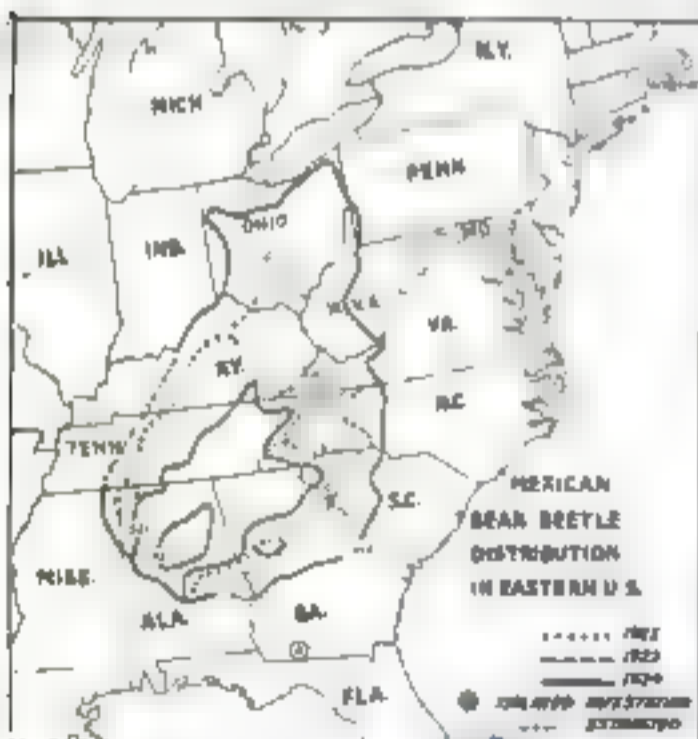 N.Y.
MICH
PENN
OHIO
ILL
IND.
W.VA
VA.
KY.
N.C.
TENN
S.C.
MISS.
ALA.
GA.
FLA.
MEXICAN
BEAN BEETLE
DISTRIBUTION
IN EASTERN U S.